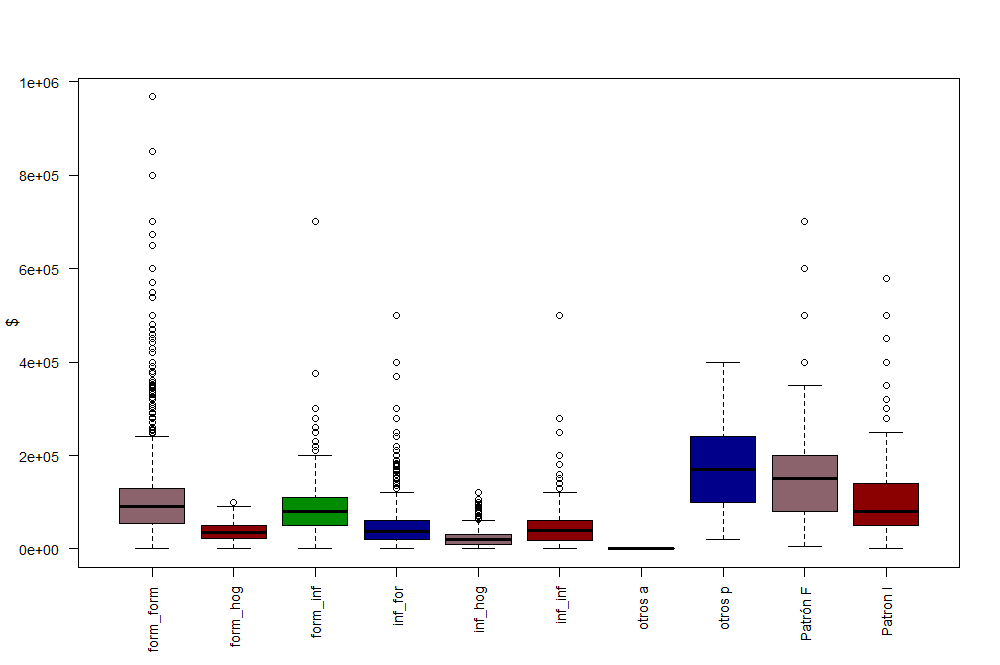 1e+06
8e+05
6e+05
$
4e+05
2e+05
0e+00
form_form
form_hog
form_inf
inf_for
inf_hog
inf_inf
otros a
otros p
Patrón F
Patron I